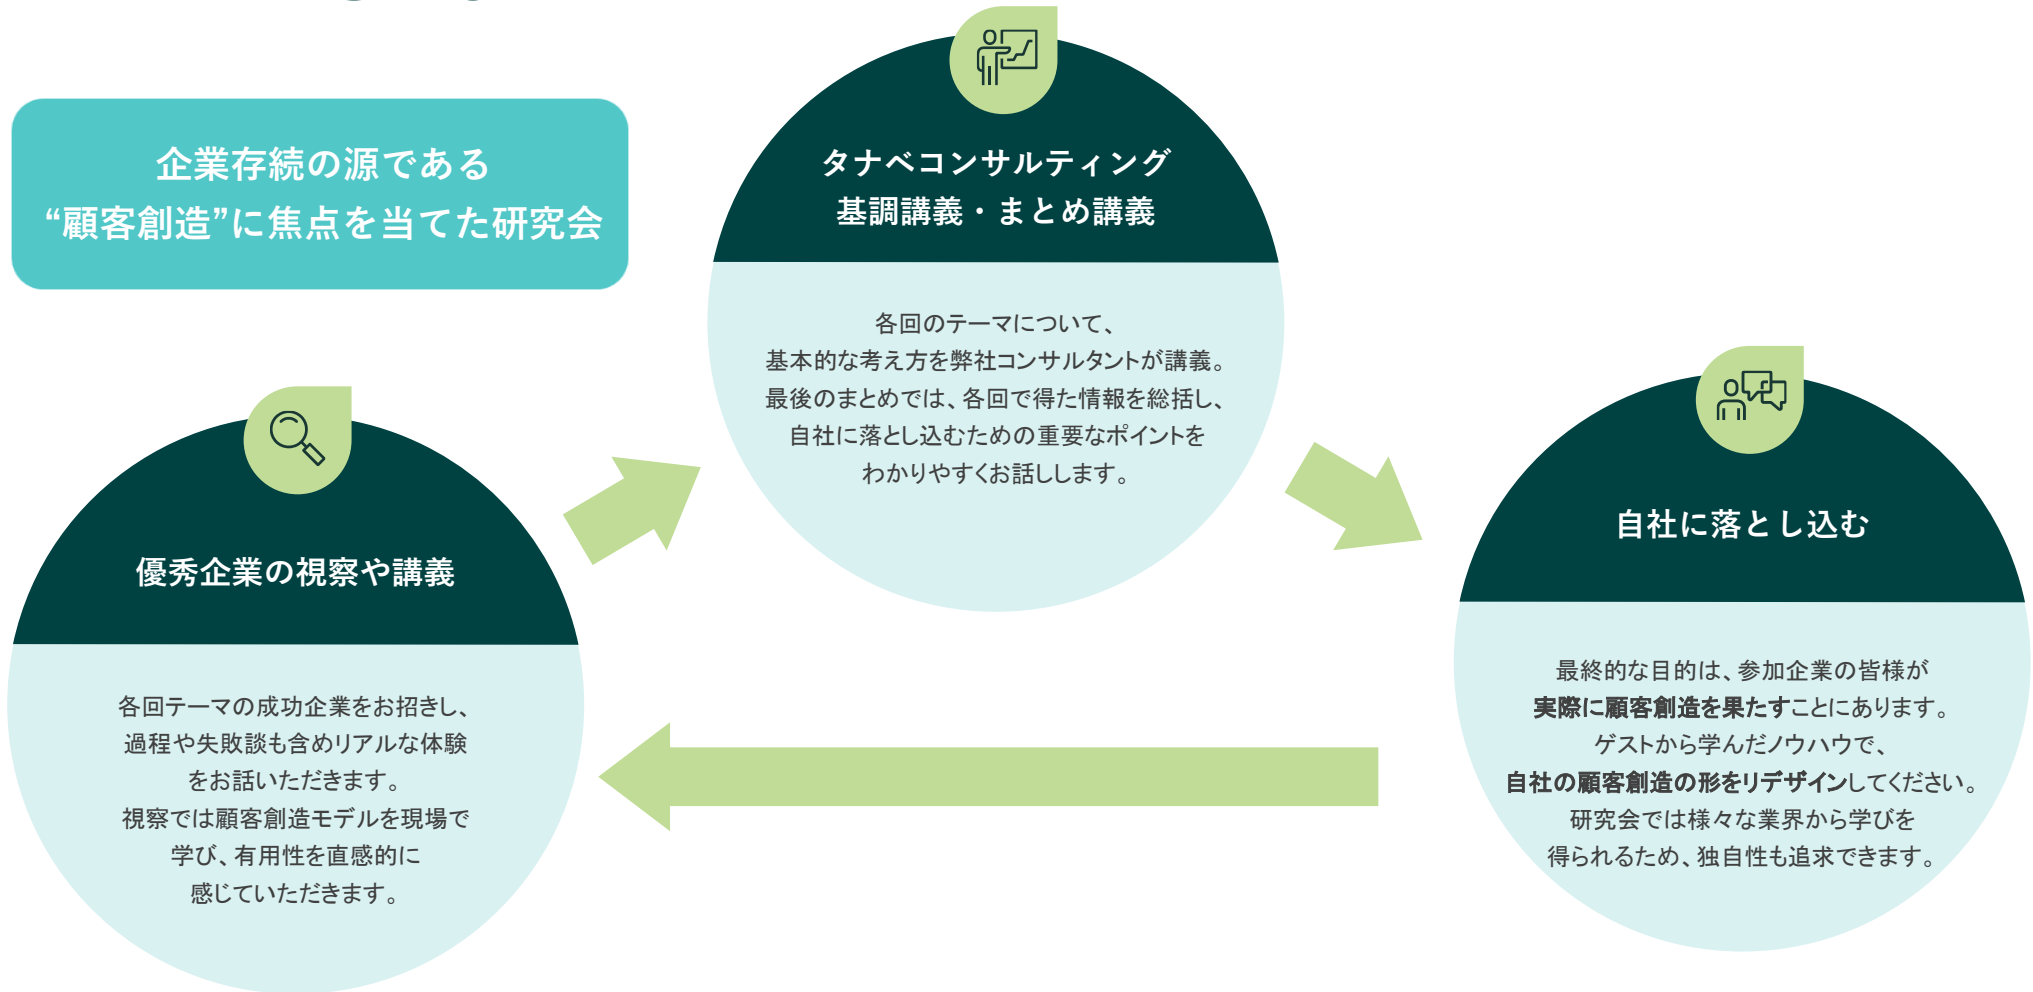 企業存続の源である
“顧客創造”に焦点を当てた研究会
タナベコンサルティング
基調講義・まとめ講義
各回のテーマについて、
基本的な考え方を弊社コンサルタントが講義。
最後のまとめでは、各回で得た情報を総括し、
自社に落とし込むための重要なポイントを
わかりやすくお話しします。
優秀企業の視察や講義
各回テーマの成功企業をお招きし、
過程や失敗談も含めリアルな体験
をお話いただきます。
視察では顧客創造モデルを現場で
学び、有用性を直感的に
感じていただきます。
自社に落とし込む
最終的な目的は、参加企業の皆様が
実際に顧客創造を果たすことにあります。
ゲストから学んだノウハウで、
自社の顧客創造の形をリデザインしてください。
研究会では様々な業界から学びを
得られるため、独自性も追求できます。